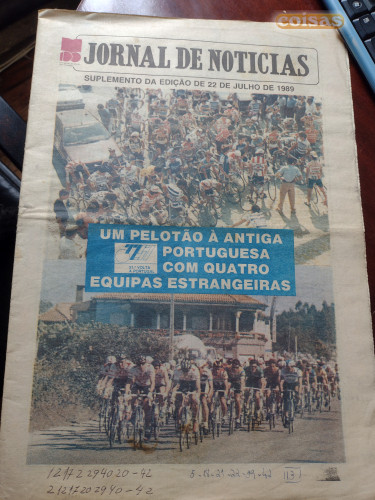 coisas
JORNAL DE NOTICIAS
SUPLEMENTO DA EDIÇÃO DE 22 DE JULHO DE 1989
UM PELOTÃO À ANTIGA
PORTUGUESA
COM QUATRO
EQUIPAS ESTRANGEIRAS